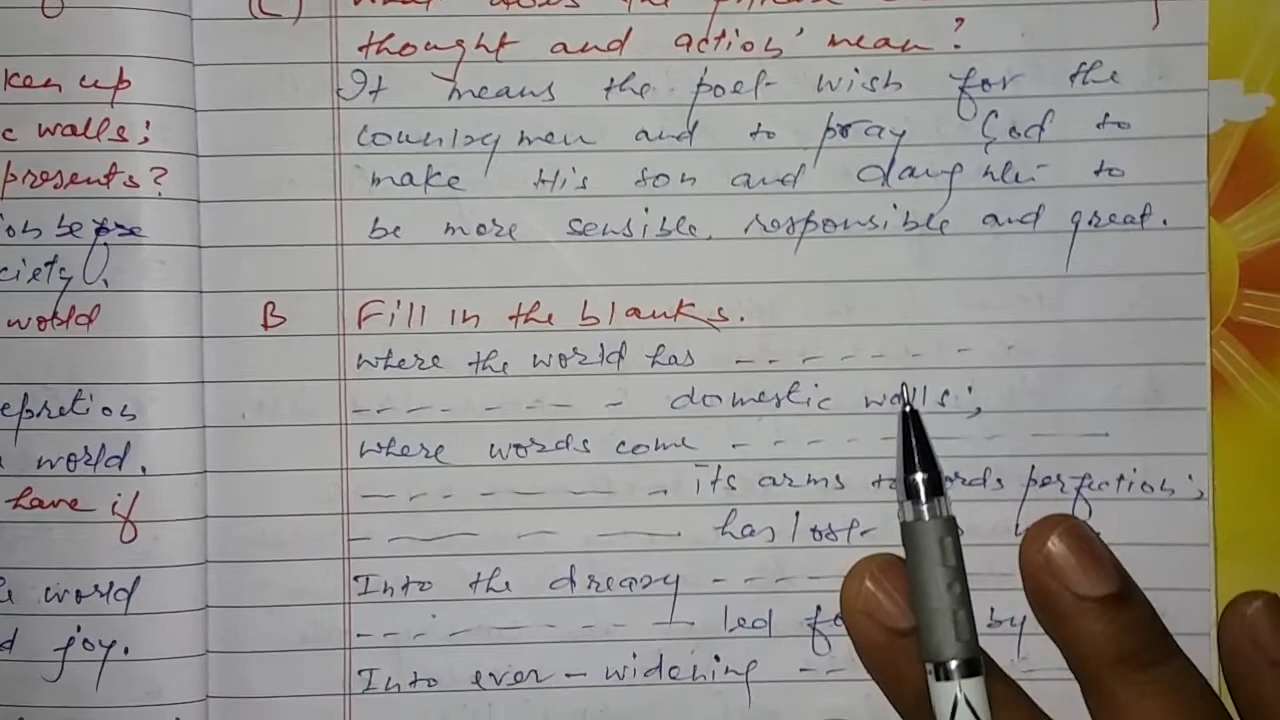 ken up
c walls;
presents?
ciety.
world
world.
have if
world
d joy.
thought and action' mean?
It means the poet wish for the
countrymen and to pray God to
make His son and daughter to
be more sensible, responsible and great.
B Fill in the blanks.
where the world has - - - - - - - -
- - - - - - - - domestic walls;
where words come - - - - - - -
- - - - - - - its arms perfection;
- - - - has lost
Into the dreary - - - -
- - - - - - - led by
Into ever-widening - -